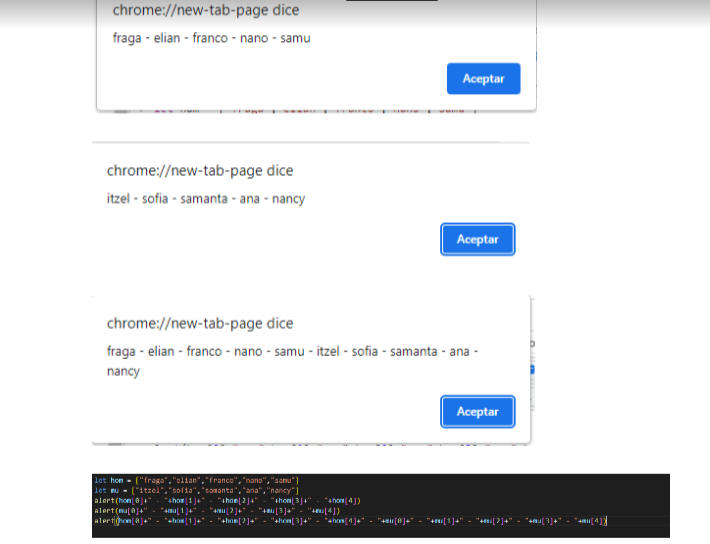 chrome://new-tab-page dice
fraga - elian - franco - nano - samu
Aceptar
chrome://new-tab-page dice
itzel - sofia - samanta - ana - nancy
Aceptar
chrome://new-tab-page dice
fraga - elian - franco - nano - samu - itzel - sofia - samanta - ana -
nancy
Aceptar
let hom = ["fraga","elian","franco","nano","samu"]
let mu = ["itzel","sofia","samanta","ana","nancy"]
alert(hom[0]+" - "+hom[1]+" - "+hom[2]+" - "+hom[3]+" - "+hom[4])
alert(mu[0]+" - "+mu[1]+" - "+mu[2]+" - "+mu[3]+" - "+mu[4])
alert(hom[0]+" - "+hom[1]+" - "+hom[2]+" - "+hom[3]+" - "+hom[4]+" - "+mu[0]+" - "+mu[1]+" - "+mu[2]+" - "+mu[3]+" - "+mu[4])